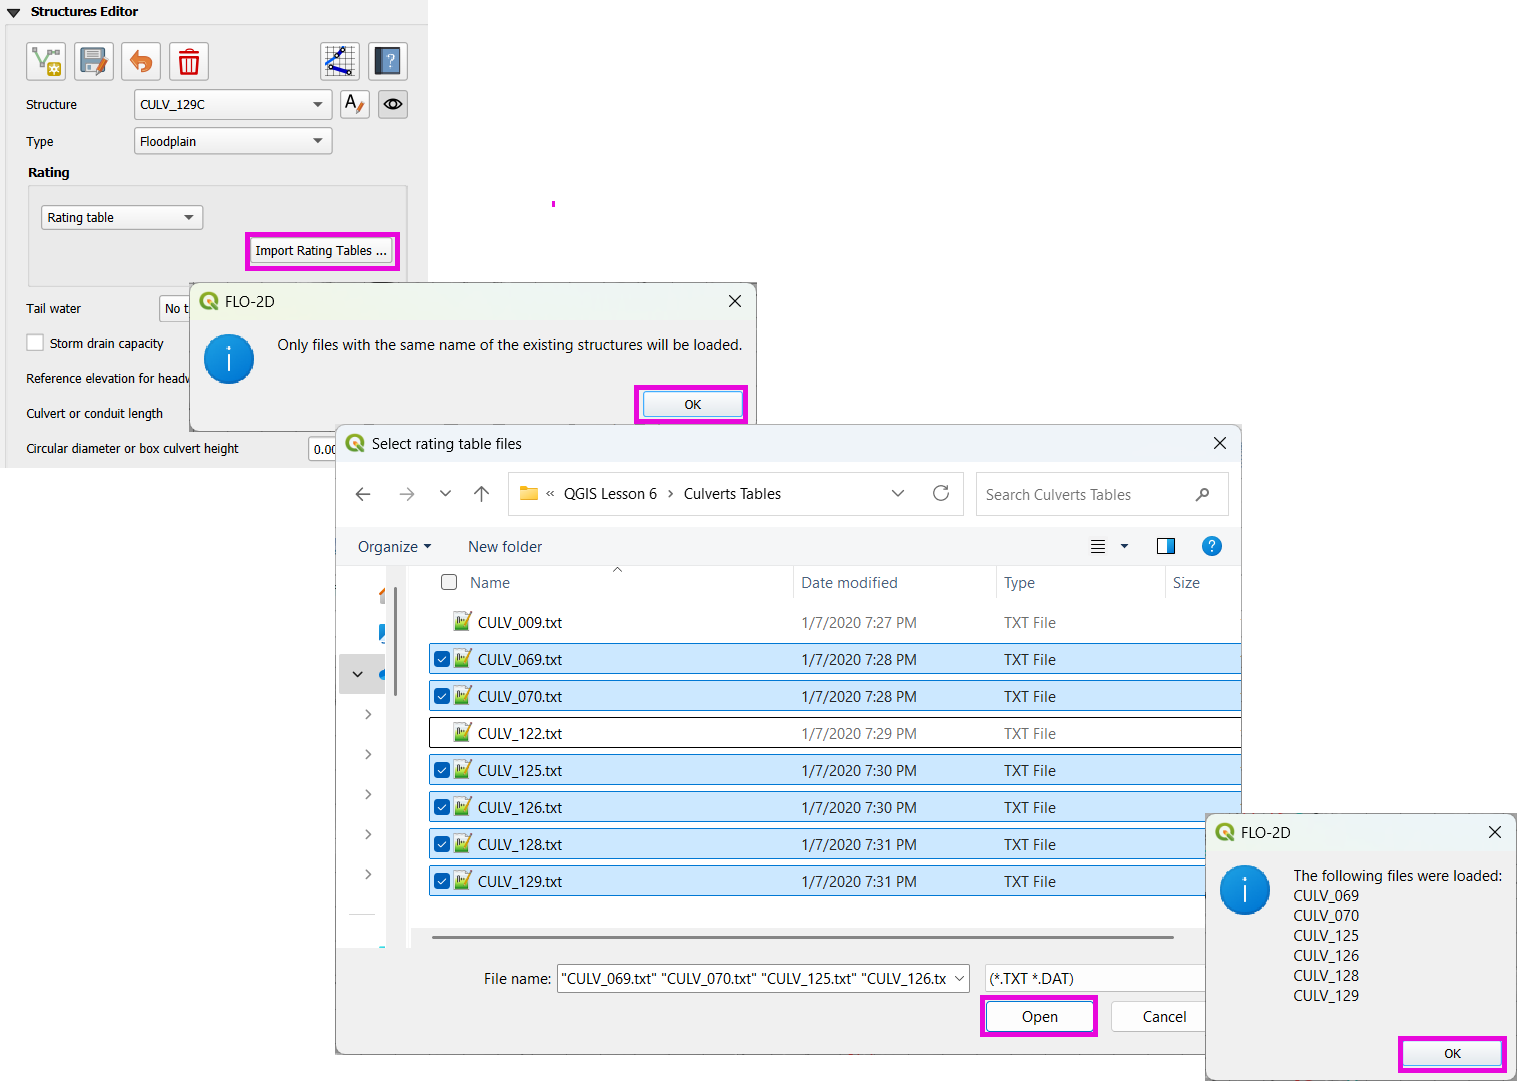 Structures Editor
Structure
CULV_129C
A
Type
Floodplain
Rating
Rating table
Import Rating Tables ...
Tail water
No t
Storm drain capacity
Reference elevation for headw
Culvert or conduit length
Circular diameter or box culvert height
0.00
FLO-2D
Only files with the same name of the existing structures will be loaded.
OK
Select rating table files
« QGIS Lesson 6 > Culverts Tables
Search Culverts Tables
Organize
New folder
Name Date modified Type Size
CULV_009.txt 1/7/2020 7:27 PM TXT File
CULV_069.txt 1/7/2020 7:28 PM TXT File
CULV_070.txt 1/7/2020 7:28 PM TXT File
CULV_122.txt 1/7/2020 7:29 PM TXT File
CULV_125.txt 1/7/2020 7:30 PM TXT File
CULV_126.txt 1/7/2020 7:30 PM TXT File
CULV_128.txt 1/7/2020 7:31 PM TXT File
CULV_129.txt 1/7/2020 7:31 PM TXT File
File name: "CULV_069.txt" "CULV_070.txt" "CULV_125.txt" "CULV_126.tx
(*.TXT *.DAT)
Open
Cancel
FLO-2D
The following files were loaded:
CULV_069
CULV_070
CULV_125
CULV_126
CULV_128
CULV_129
OK